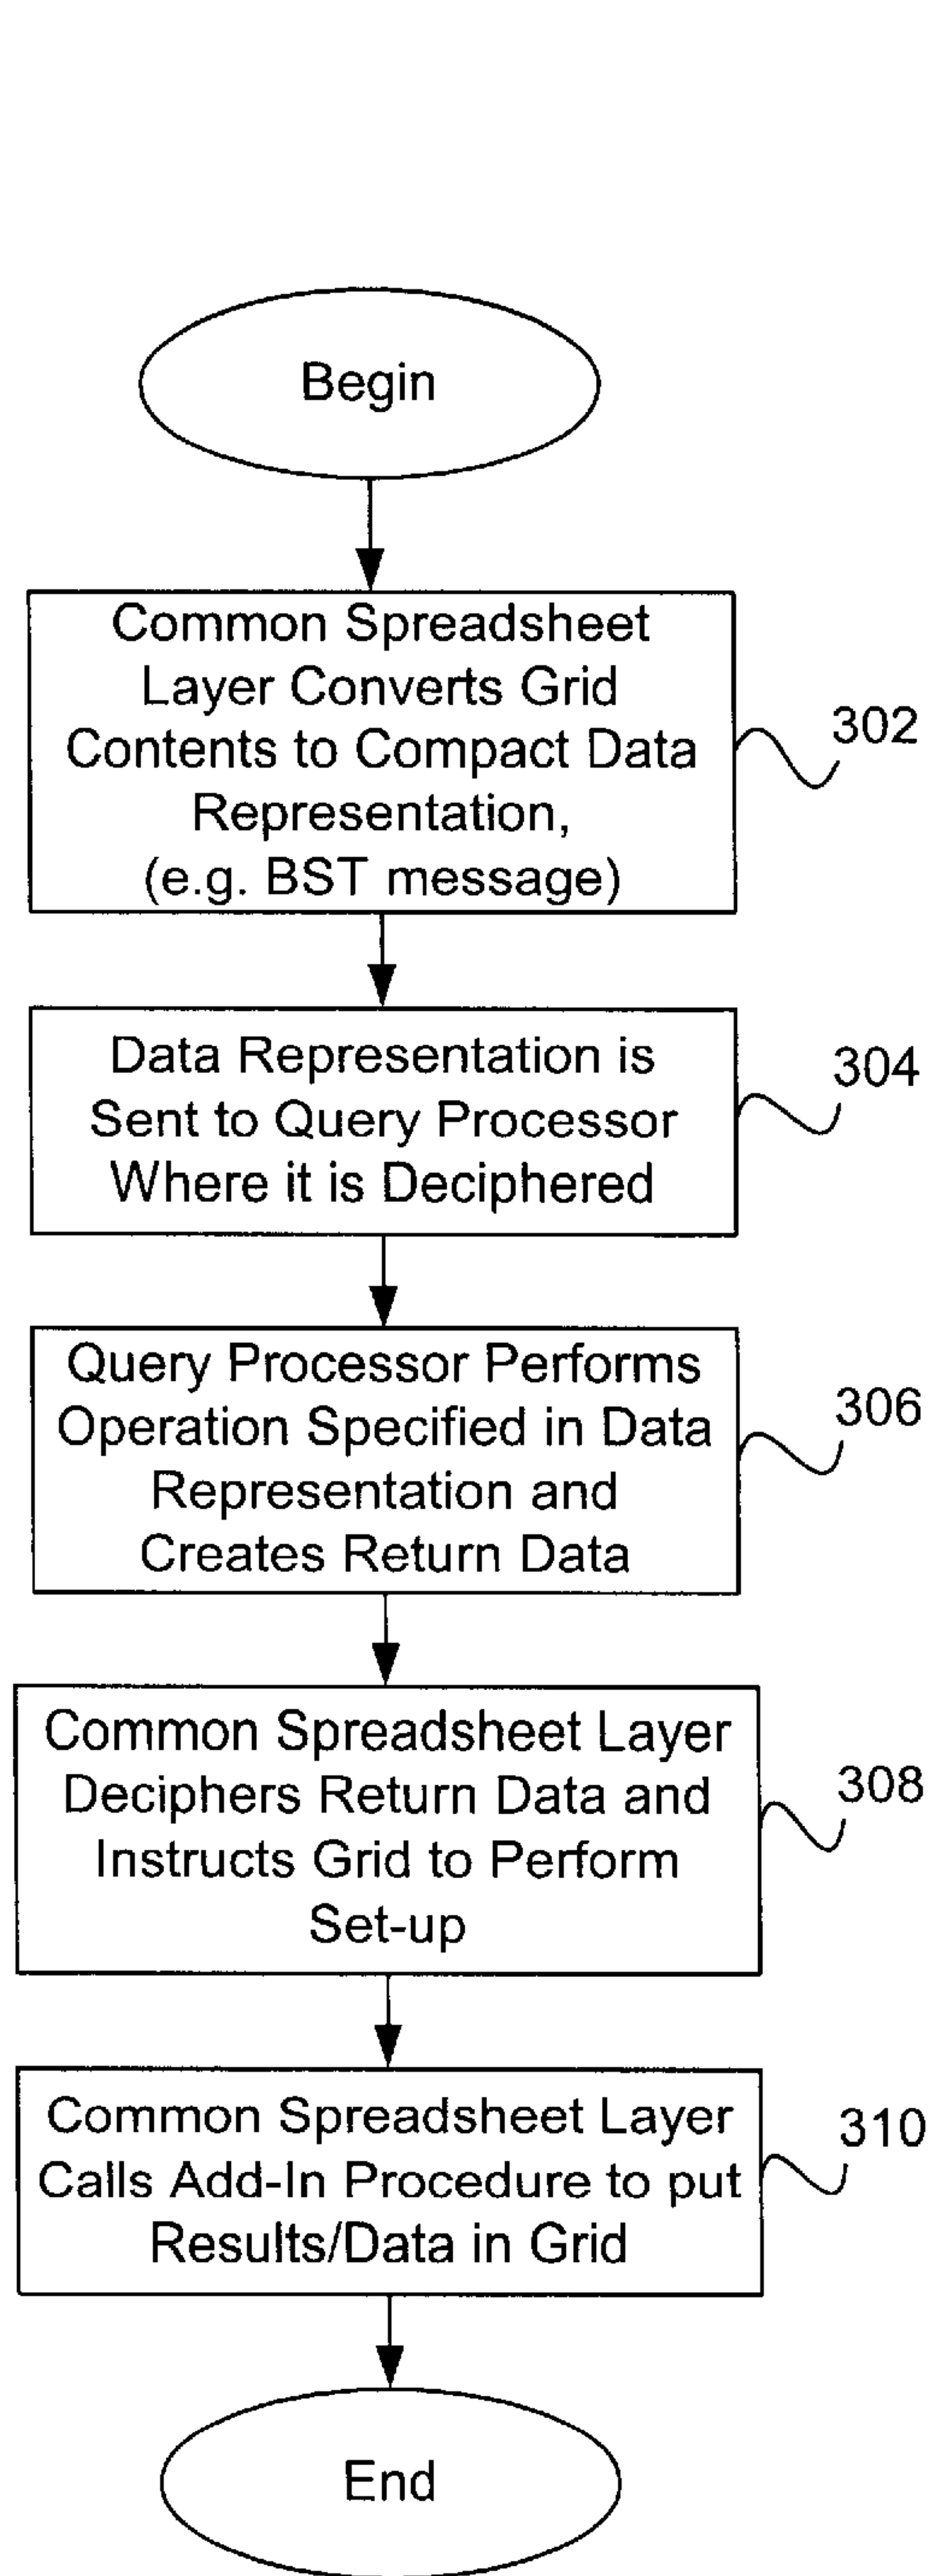 Begin
Common Spreadsheet
Layer Converts Grid
Contents to Compact Data
Representation,
(e.g. BST message)
302
Data Representation is
Sent to Query Processor
Where it is Deciphered
304
Query Processor Performs
Operation Specified in Data
Representation and
Creates Return Data
306
Common Spreadsheet Layer
Deciphers Return Data and
Instructs Grid to Perform
Set-up
308
Common Spreadsheet Layer
Calls Add-In Procedure to put
Results/Data in Grid
310
End